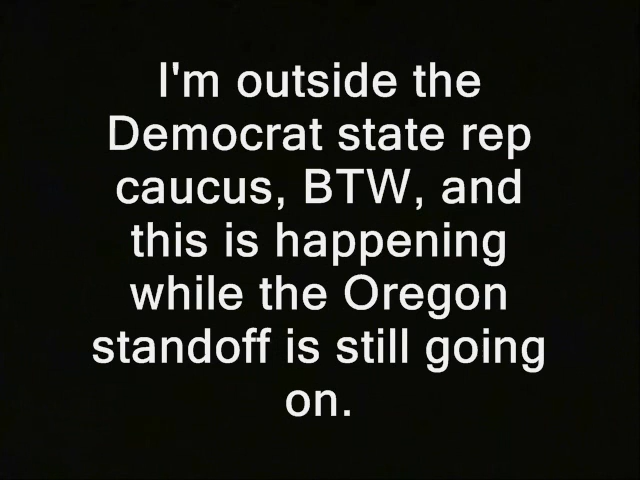 I'm outside the
Democrat state rep
caucus, BTW, and
this is happening
while the Oregon
standoff is still going
on.